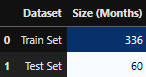 Dataset Size (Months)
0 Train Set 336
1 Test Set 60